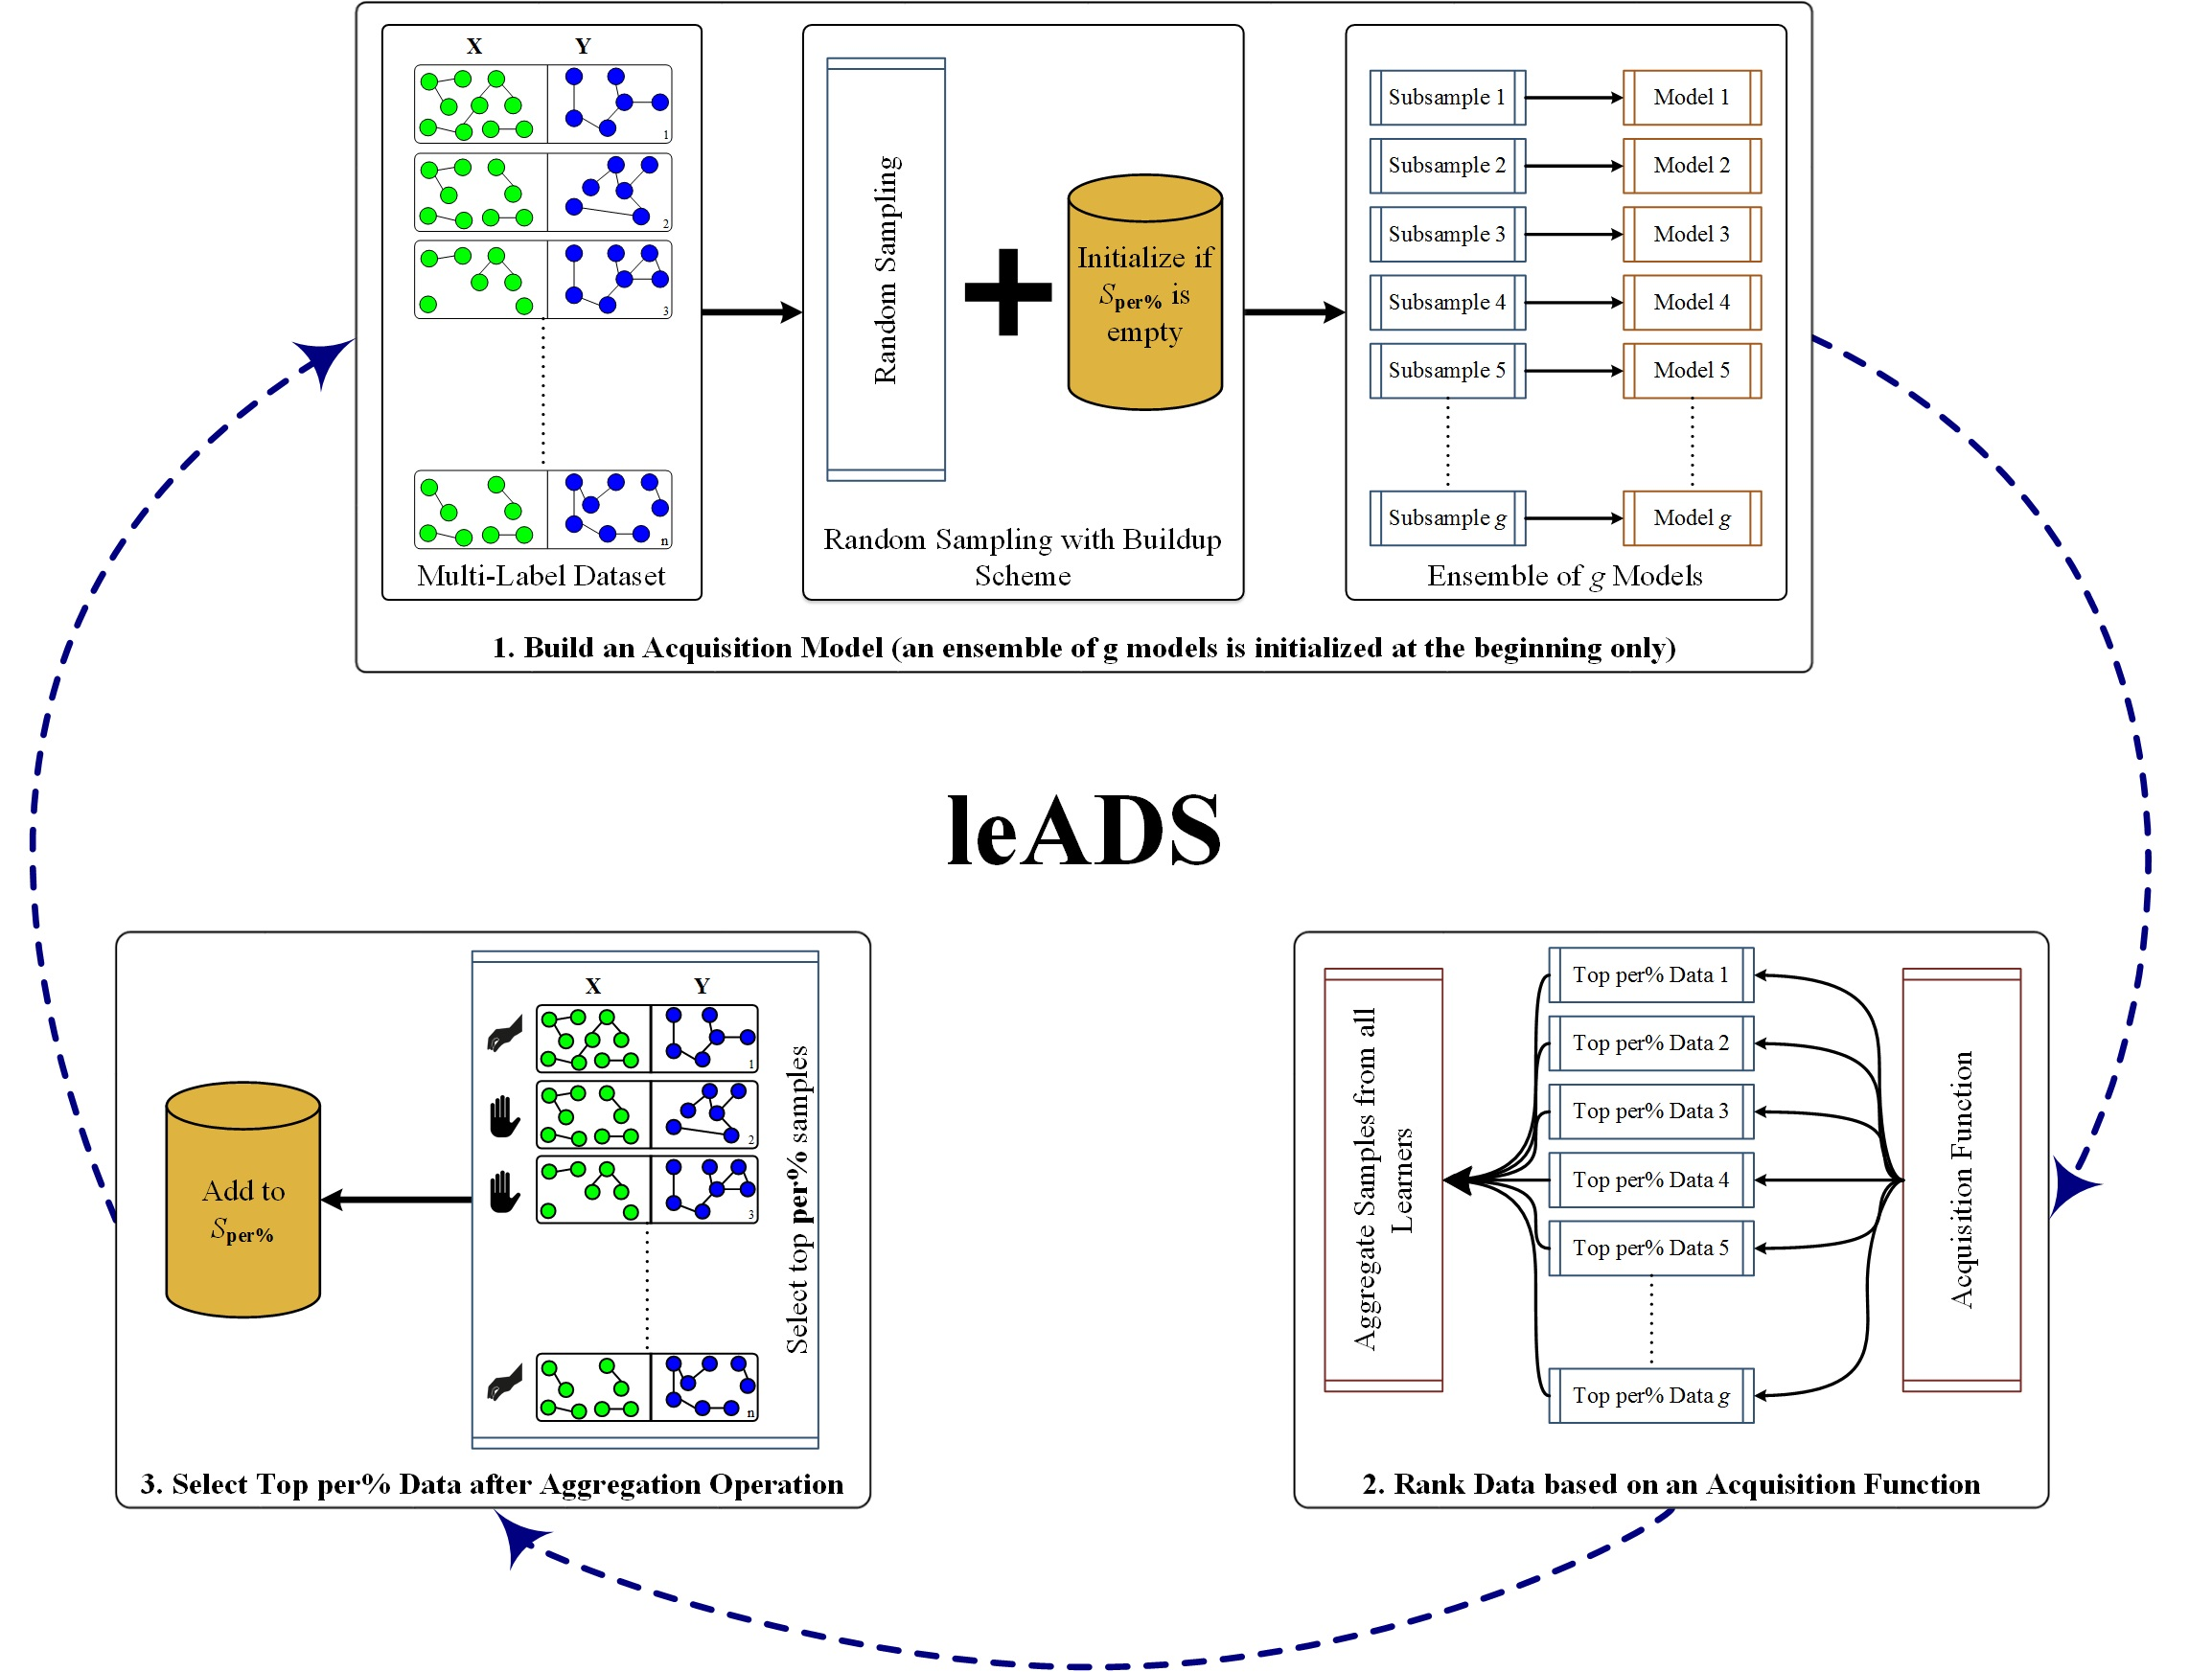 X Y
1
2
3
n
Multi-Label Dataset
Random Sampling
Initialize if
S per% is
empty
Random Sampling with Buildup
Scheme
Subsample 1 Model 1
Subsample 2 Model 2
Subsample 3 Model 3
Subsample 4 Model 4
Subsample 5 Model 5
Subsample g Model g
Ensemble of g Models
1. Build an Acquisition Model (an ensemble of g models is initialized at the beginning only)
leADS
Add to
S per%
X Y
1
2
3
n
Select top per% samples
3. Select Top per% Data after Aggregation Operation
Aggregate Samples from all
Learners
Top per% Data 1
Top per% Data 2
Top per% Data 3
Top per% Data 4
Top per% Data 5
Top per% Data g
Acquisition Function
2. Rank Data based on an Acquisition Function